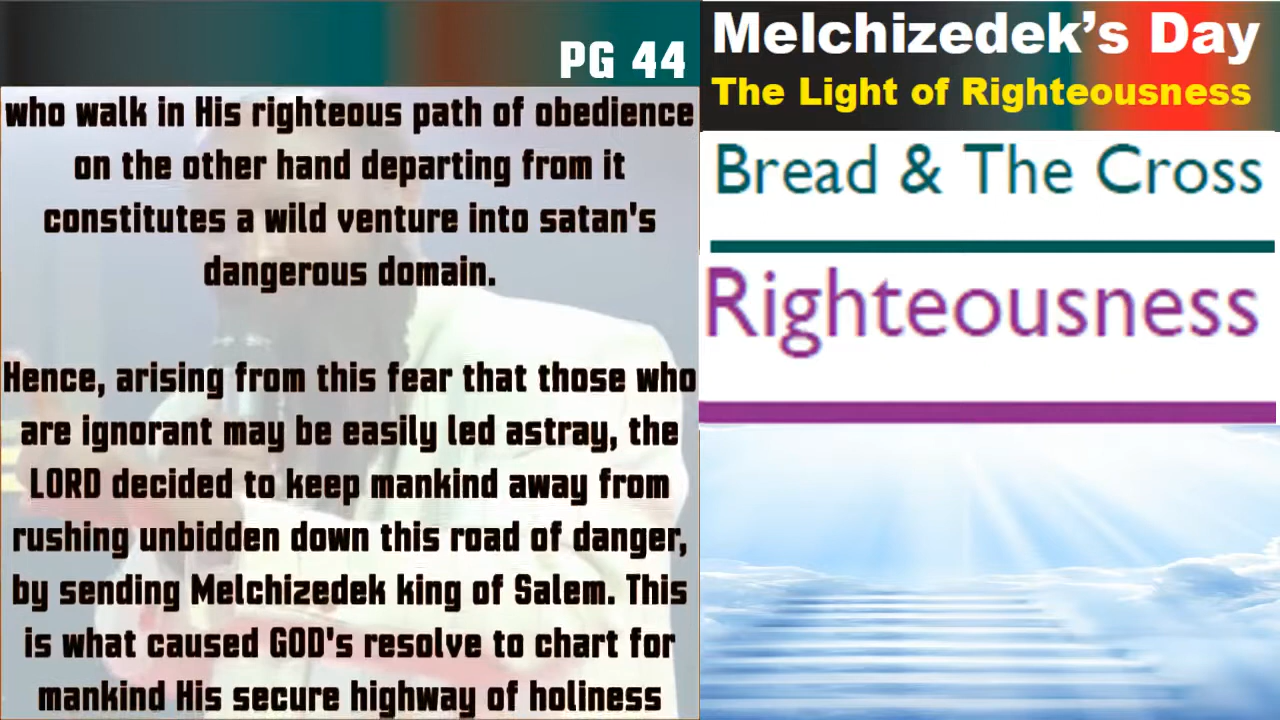 PG 44
who walk in His righteous path of obedience
on the other hand departing from it
constitutes a wild venture into satan's
dangerous domain.
Hence, arising from this fear that those who
are ignorant may be easily led astray, the
LORD decided to keep mankind away from
rushing unbidden down this road of danger,
by sending Melchizedek king of Salem. This
is what caused GOD's resolve to chart for
mankind His secure highway of holiness
Melchizedek’s Day
The Light of Righteousness
Bread & The Cross
Righteousness